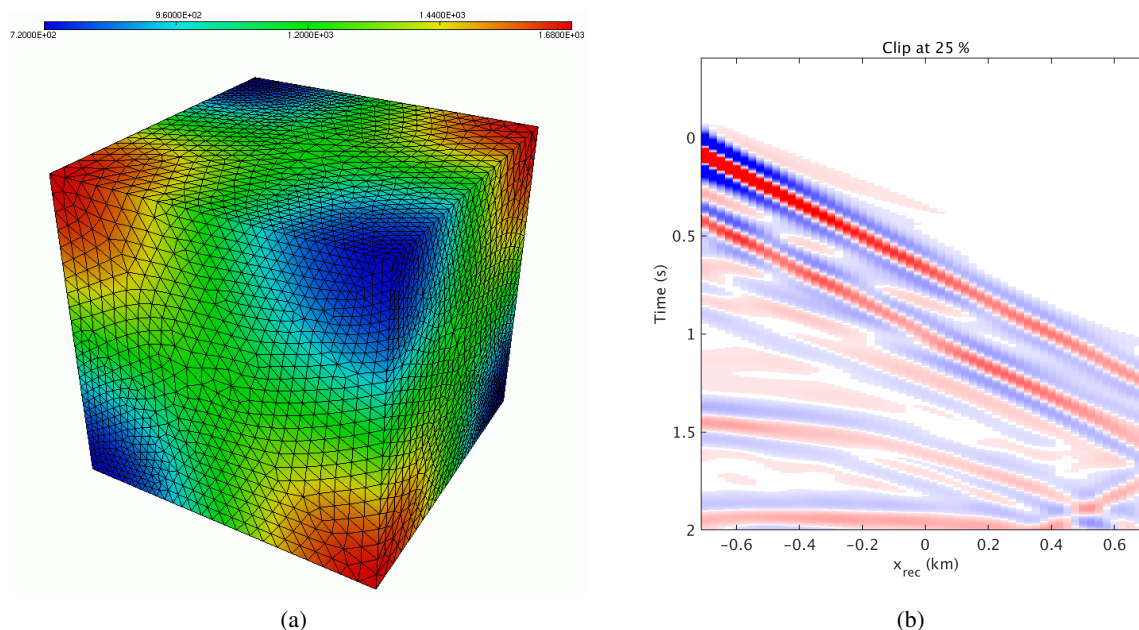 9.6000E+02 1.4400E+03
7.2000E+02 1.2000E+03 1.6800E+03
Clip at 25 %
0
0.5
1
1.5
2
Time (s)
-0.6 -0.4 -0.2 0 0.2 0.4 0.6
x_rec (km)
(a) (b)